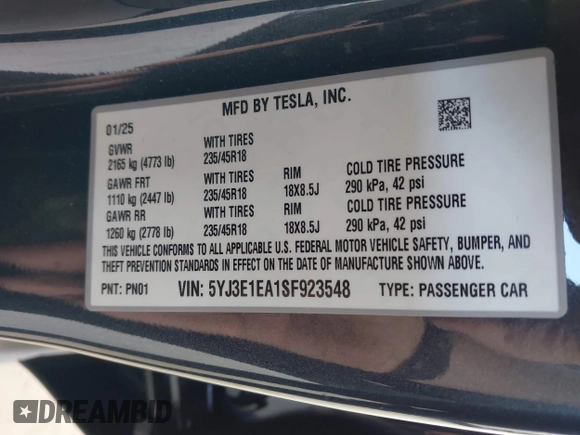 MFD BY TESLA, INC.
01/25
GVWR WITH TIRES
2165 kg (4773 lb) 235/45R18
GAWR FRT WITH TIRES RIM COLD TIRE PRESSURE
1110 kg (2447 lb) 235/45R18 18X8.5J 290 kPa, 42 psi
GAWR RR WITH TIRES RIM COLD TIRE PRESSURE
1260 kg (2778 lb) 235/45R18 18X8.5J 290 kPa, 42 psi
THIS VEHICLE CONFORMS TO ALL APPLICABLE U.S. FEDERAL MOTOR VEHICLE SAFETY, BUMPER, AND
THEFT PREVENTION STANDARDS IN EFFECT ON THE DATE OF MANUFACTURE SHOWN ABOVE.
PNT: PN01 VIN: 5YJ3E1EA1SF923548 TYPE: PASSENGER CAR
DREAMBID